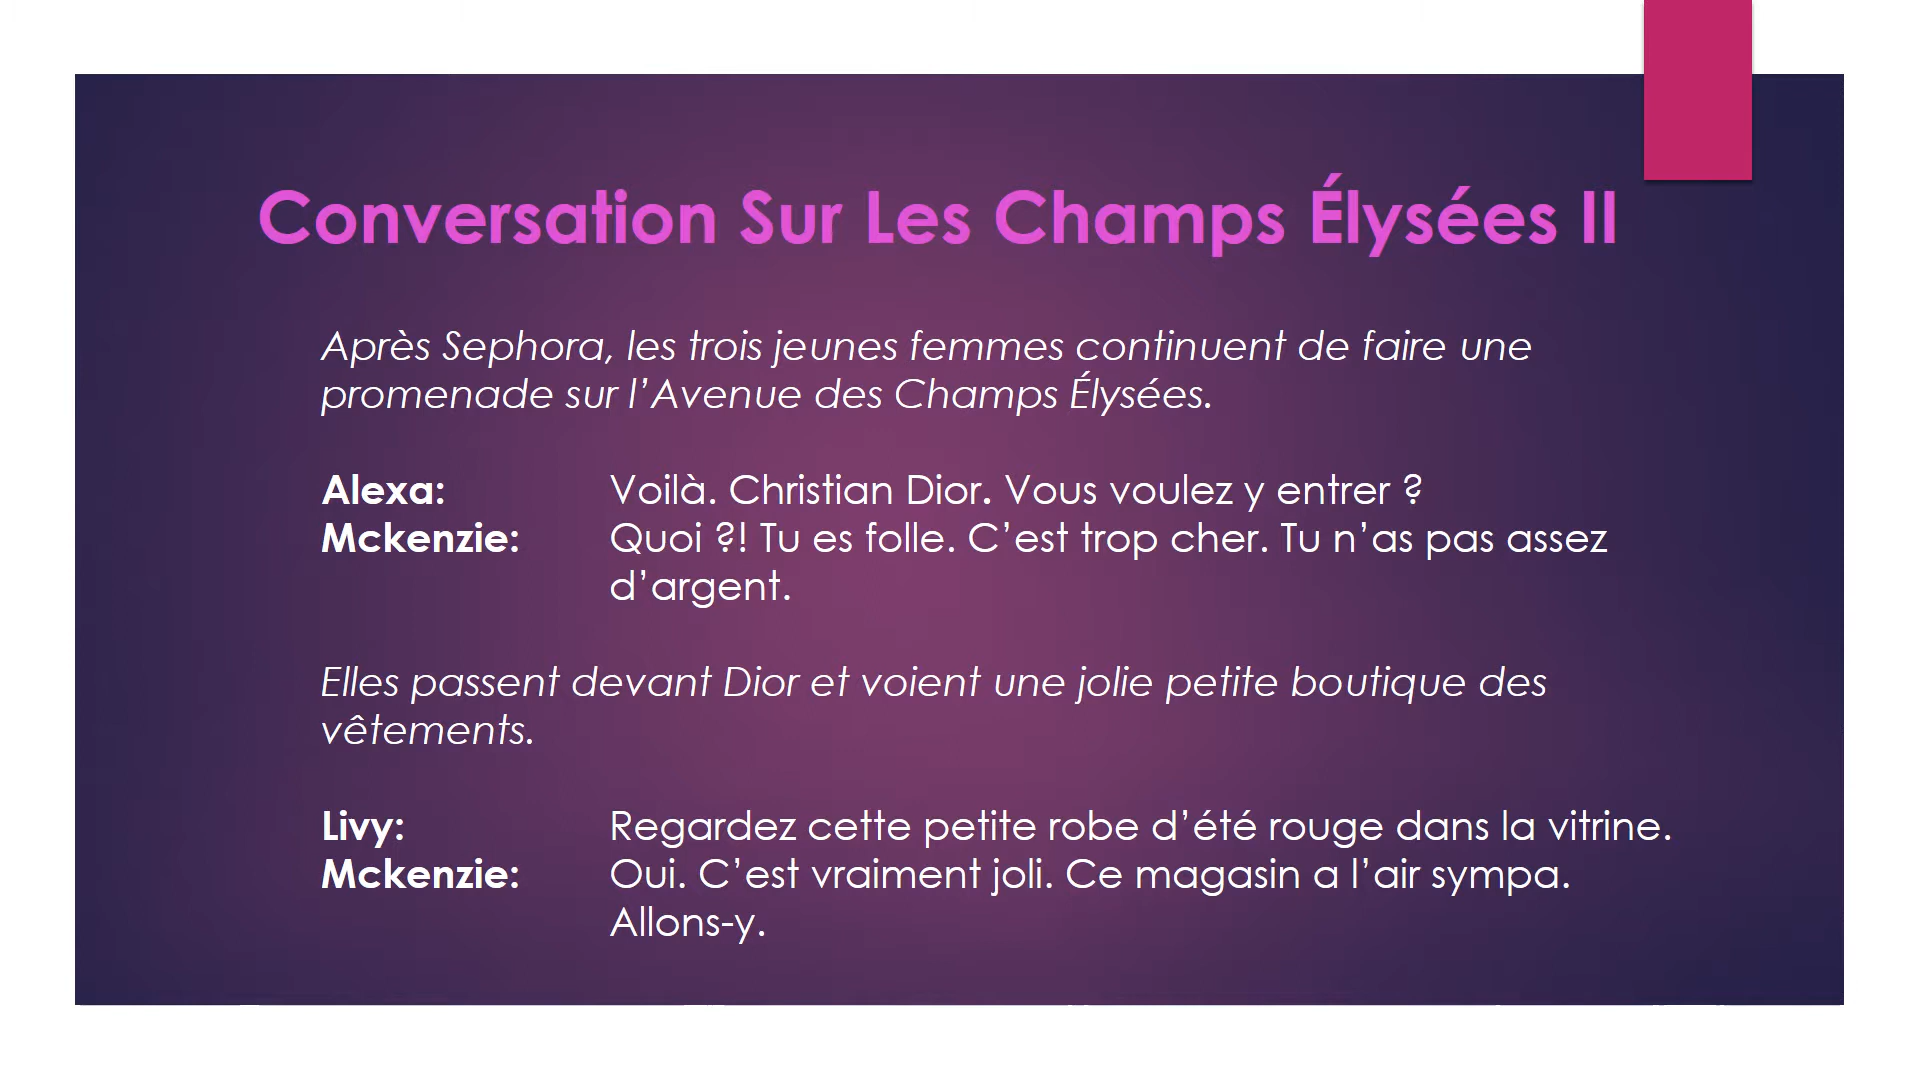 Conversation Sur Les Champs Élysées II
Après Sephora, les trois jeunes femmes continuent de faire une
promenade sur l’Avenue des Champs Élysées.
Alexa: Voilà. Christian Dior. Vous voulez y entrer ?
Mckenzie: Quoi ?! Tu es folle. C’est trop cher. Tu n’as pas assez
d’argent.
Elles passent devant Dior et voient une jolie petite boutique des
vêtements.
Livy: Regardez cette petite robe d’été rouge dans la vitrine.
Mckenzie: Oui. C’est vraiment joli. Ce magasin a l’air sympa.
Allons-y.